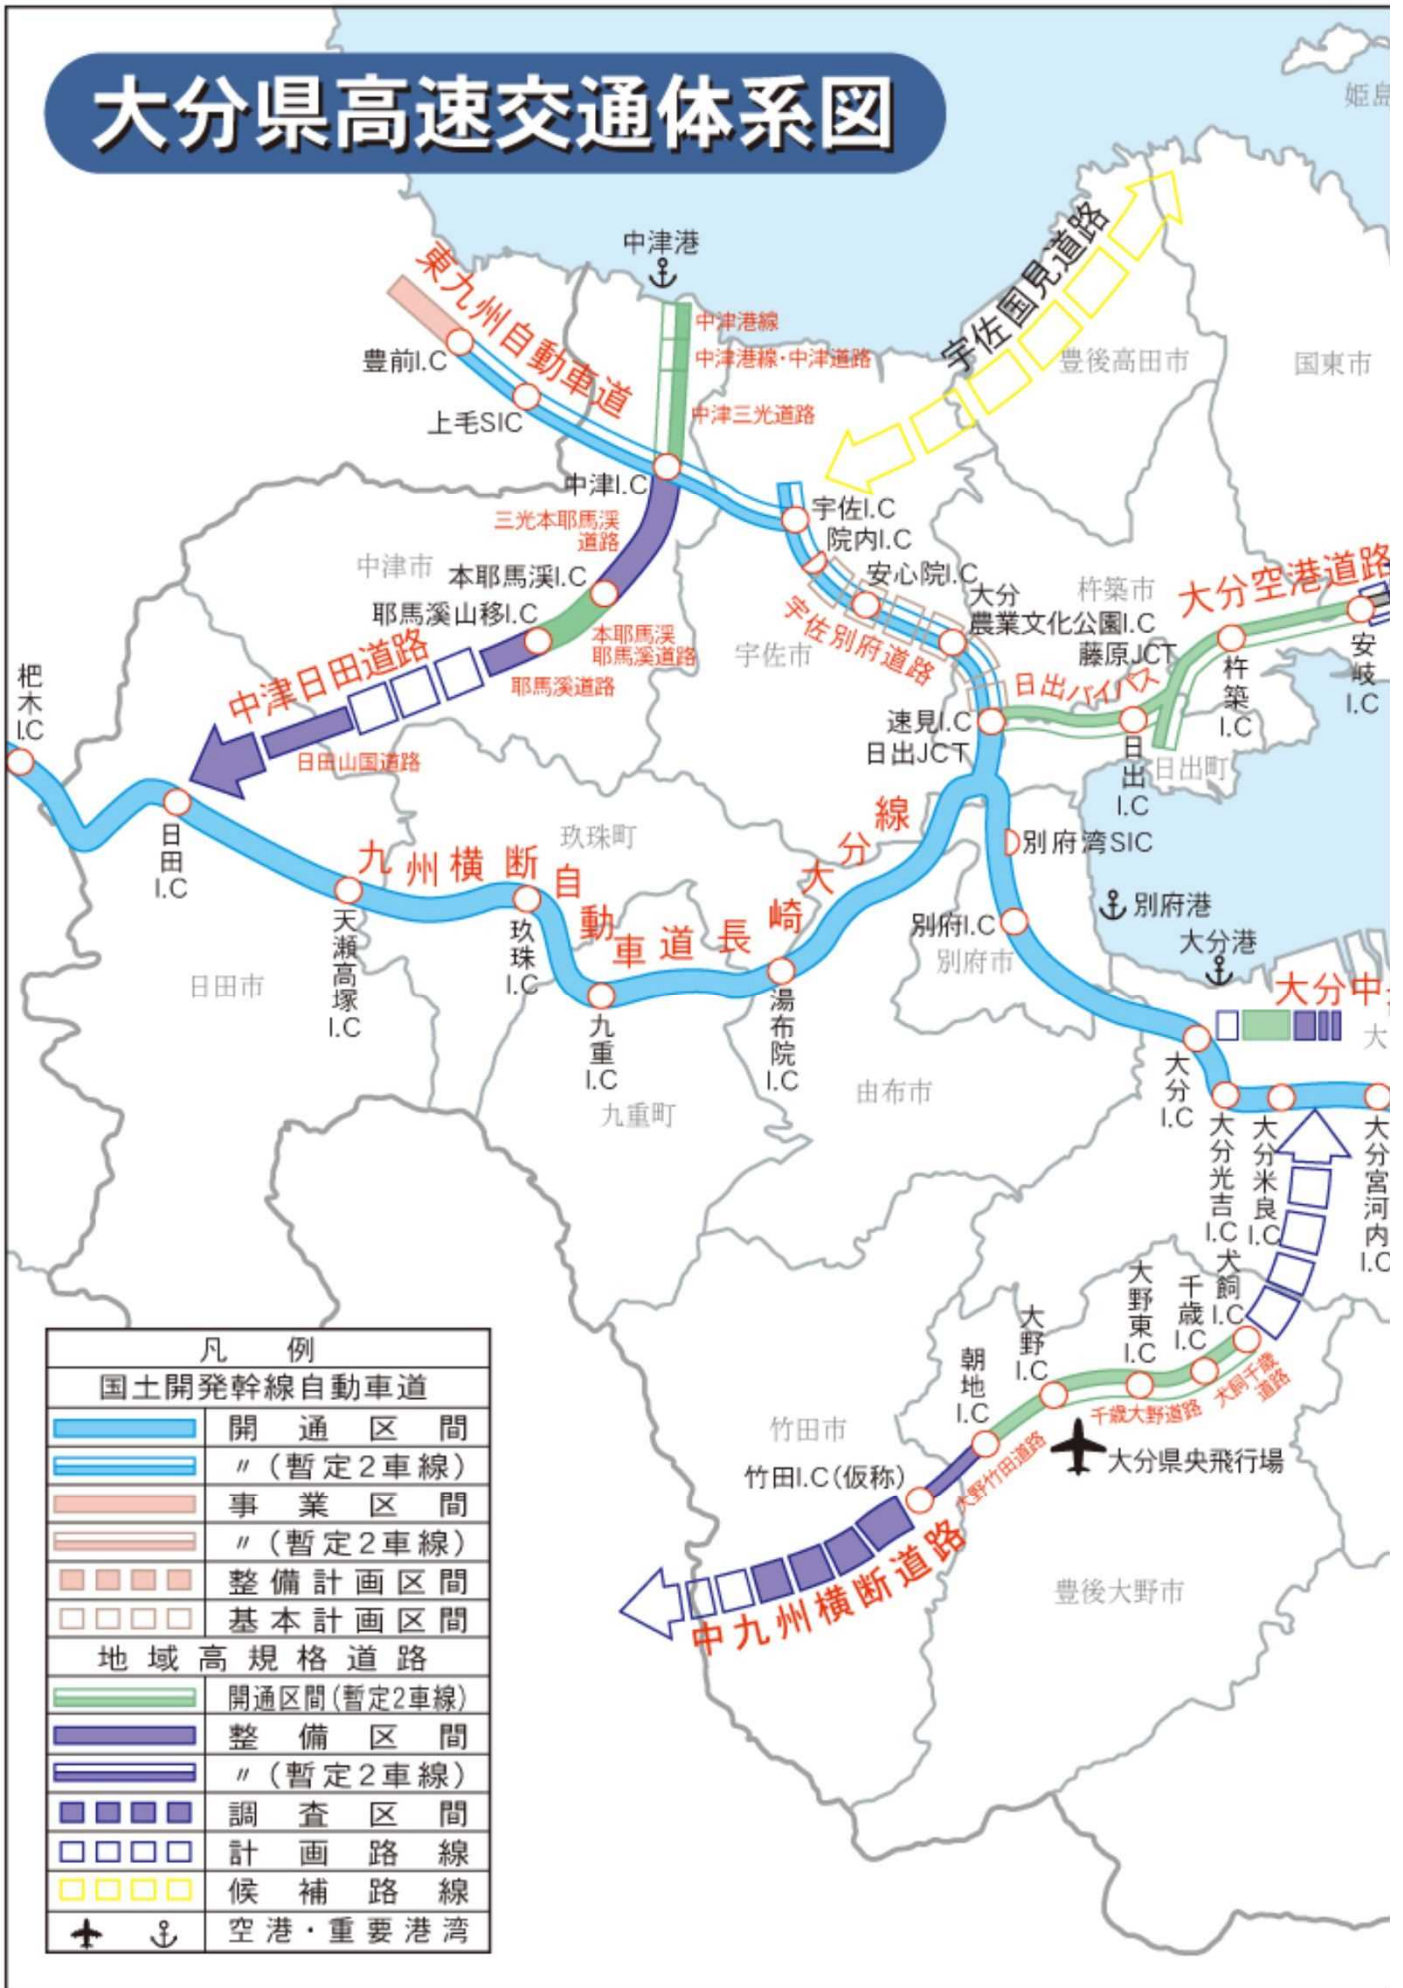 大分県高速交通体系図
姫島
中津港
東九州自動車道
宇佐国見道路
中津港線
中津港線・中津道路
中津三光道路
豊前I.C
上毛SIC
豊後高田市
国東市
中津I.C
宇佐I.C
院内I.C
三光本耶馬渓
道路
中津市
本耶馬渓I.C
安心院I.C
杵築市
大分空港道路
大分
農業文化公園I.C
耶馬溪山移I.C
宇佐別府道路
本耶馬渓
耶馬溪道路
宇佐市
藤原JCT
杵築I.C
安岐I.C
中津日田道路
耶馬溪道路
日出バイパス
杷木I.C
速見I.C
日出JCT
日出I.C
日出町
日田山国道路
日田I.C
玖珠町
九州横断自動車道長崎大分線
別府湾SIC
天瀬高塚I.C
玖珠I.C
別府I.C
別府港
大分港
別府市
日田市
九重I.C
湯布院I.C
大分中
大
大分I.C
由布市
九重町
大分光吉I.C
大分米良I.C
大分宮河内I.C
犬飼I.C
千歳I.C
大野東I.C
大野I.C
朝地I.C
犬飼千歳
道路
千歳大野道路
竹田市
大野竹田道路
大分県央飛行場
竹田I.C(仮称)
中九州横断道路
豊後大野市
凡例
国土開発幹線自動車道
開通区間
〃(暫定2車線)
事業区間
〃(暫定2車線)
整備計画区間
基本計画区間
地域高規格道路
開通区間(暫定2車線)
整備区間
〃(暫定2車線)
調査区間
計画路線
候補路線
空港・重要港湾